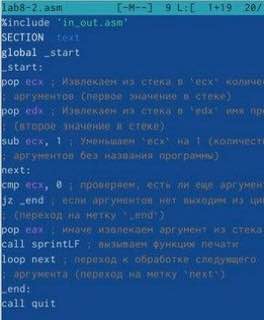 lab8-2.asm [-M--] 9 L:[ 1+19 20/
%include 'in_out.asm'
SECTION .text
global _start
_start:
pop ecx ; Извлекаем из стека в 'ecx' количе
; аргументов (первое значение в стеке)
pop edx ; Извлекаем из стека в 'edx' имя пр
; (второе значение в стеке)
sub ecx, 1 ; Уменьшаем 'ecx' на 1 (количест
; аргументов без названия программы)
next:
cmp ecx, 0 ; проверяем, есть ли еще аргумен
jz _end ; если аргументов нет выходим из ци
; (переход на метку '_end')
pop eax ; иначе извлекаем аргумент из стека
call sprintLF ; вызываем функцию печати
loop next ; переход к обработке следующего
; аргумента (переход на метку 'next')
_end:
call quit